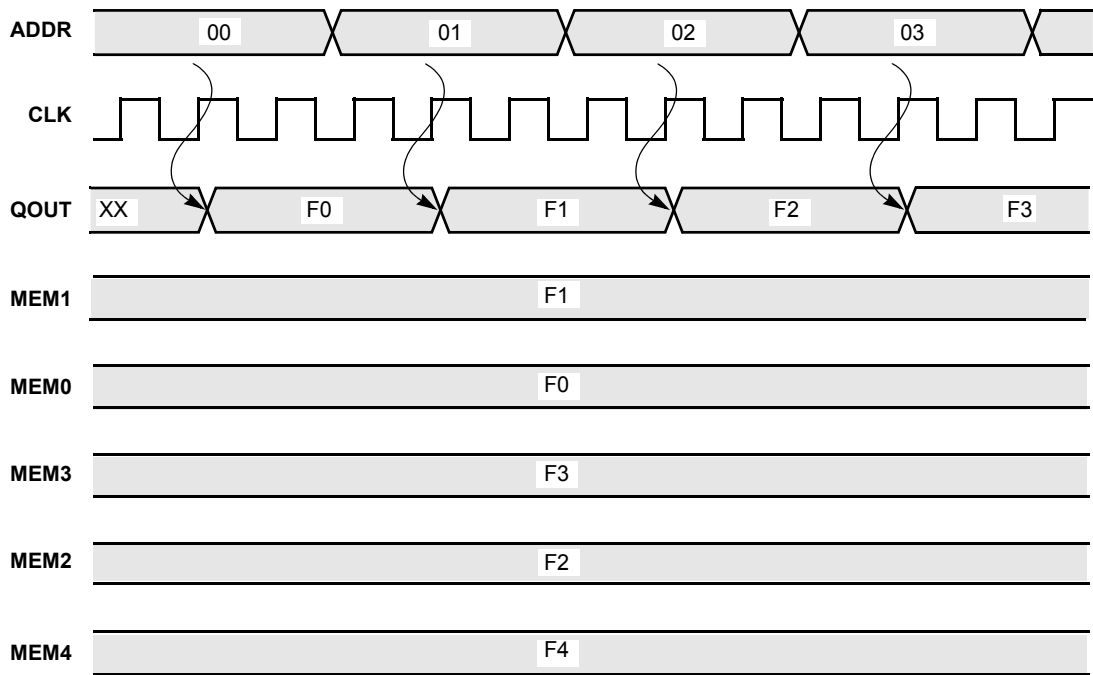 ADDR 00 01 02 03
CLK
QOUT XX F0 F1 F2 F3
MEM1 F1
MEM0 F0
MEM3 F3
MEM2 F2
MEM4 F4